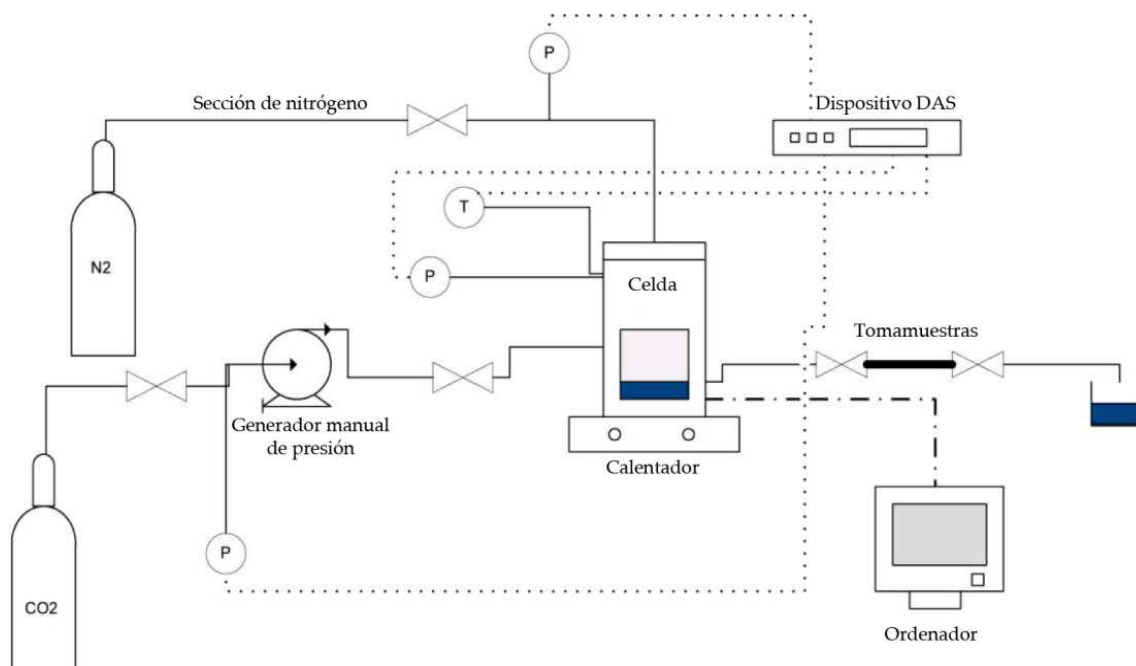 P
Sección de nitrógeno
Dispositivo DAS
T
N2
P
Celda
Tomamuestras
Generador manual
de presión
Calentador
P
CO2
Ordenador